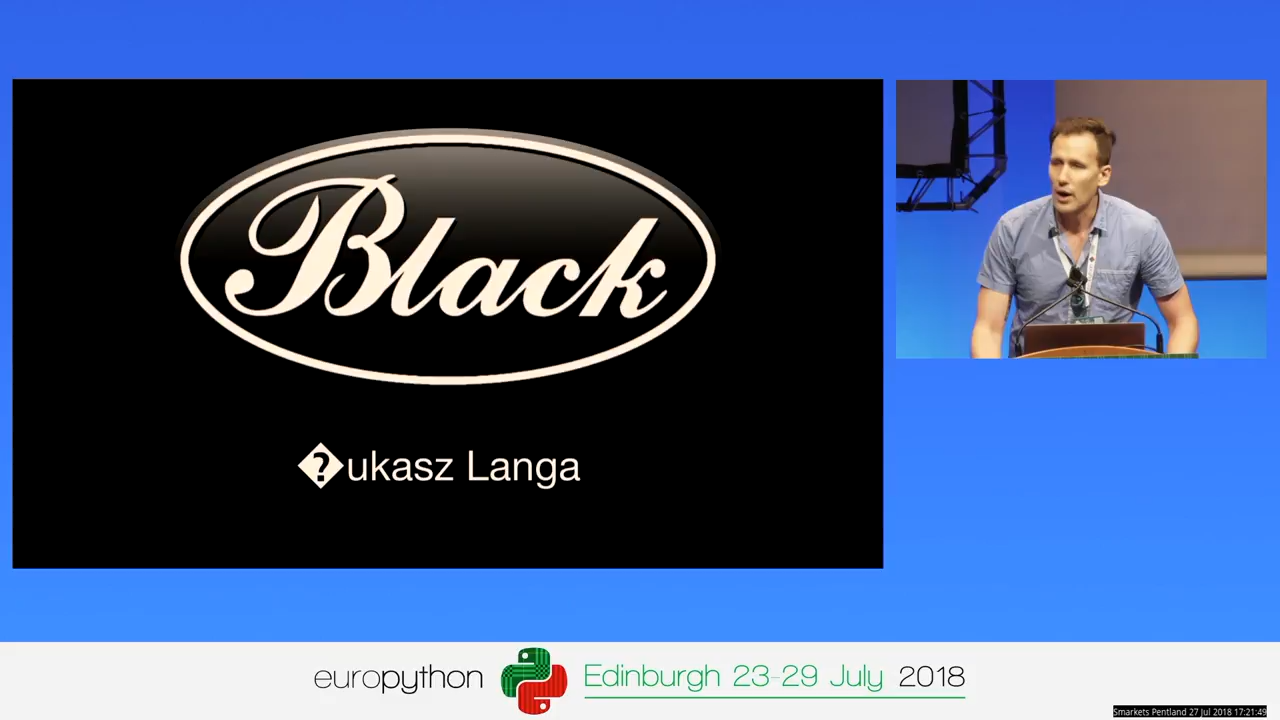 Black
�ukasz Langa
europython Edinburgh 23-29 July 2018
Smarkets Pentland 27 Jul 2018 17:21:49